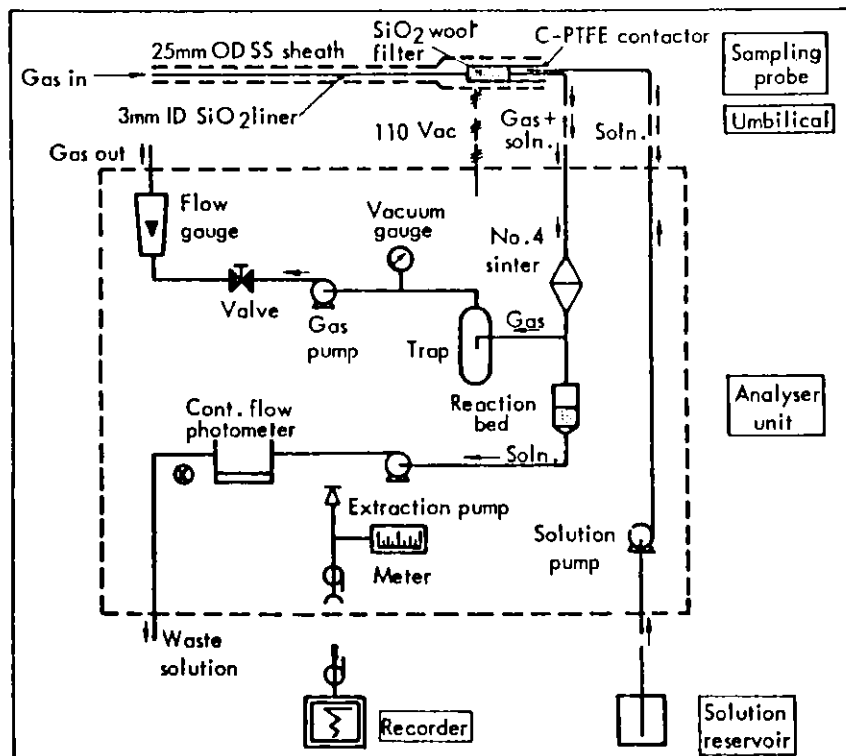 SiO2 wool
filter
C-PTFE contactor
25mm OD SS sheath
Gas in
3mm ID SiO2 liner
Sampling
probe
Umbilical
110 Vac
Gas +
soln.
Soln.
Gas out
Flow
gauge
Vacuum
gauge
No.4
sinter
Valve
Gas
pump
Trap
Gas
Reaction
bed
Analyser
unit
Cont. flow
photometer
Soln.
Extraction pump
Meter
Solution
pump
Waste
solution
Recorder
Solution
reservoir